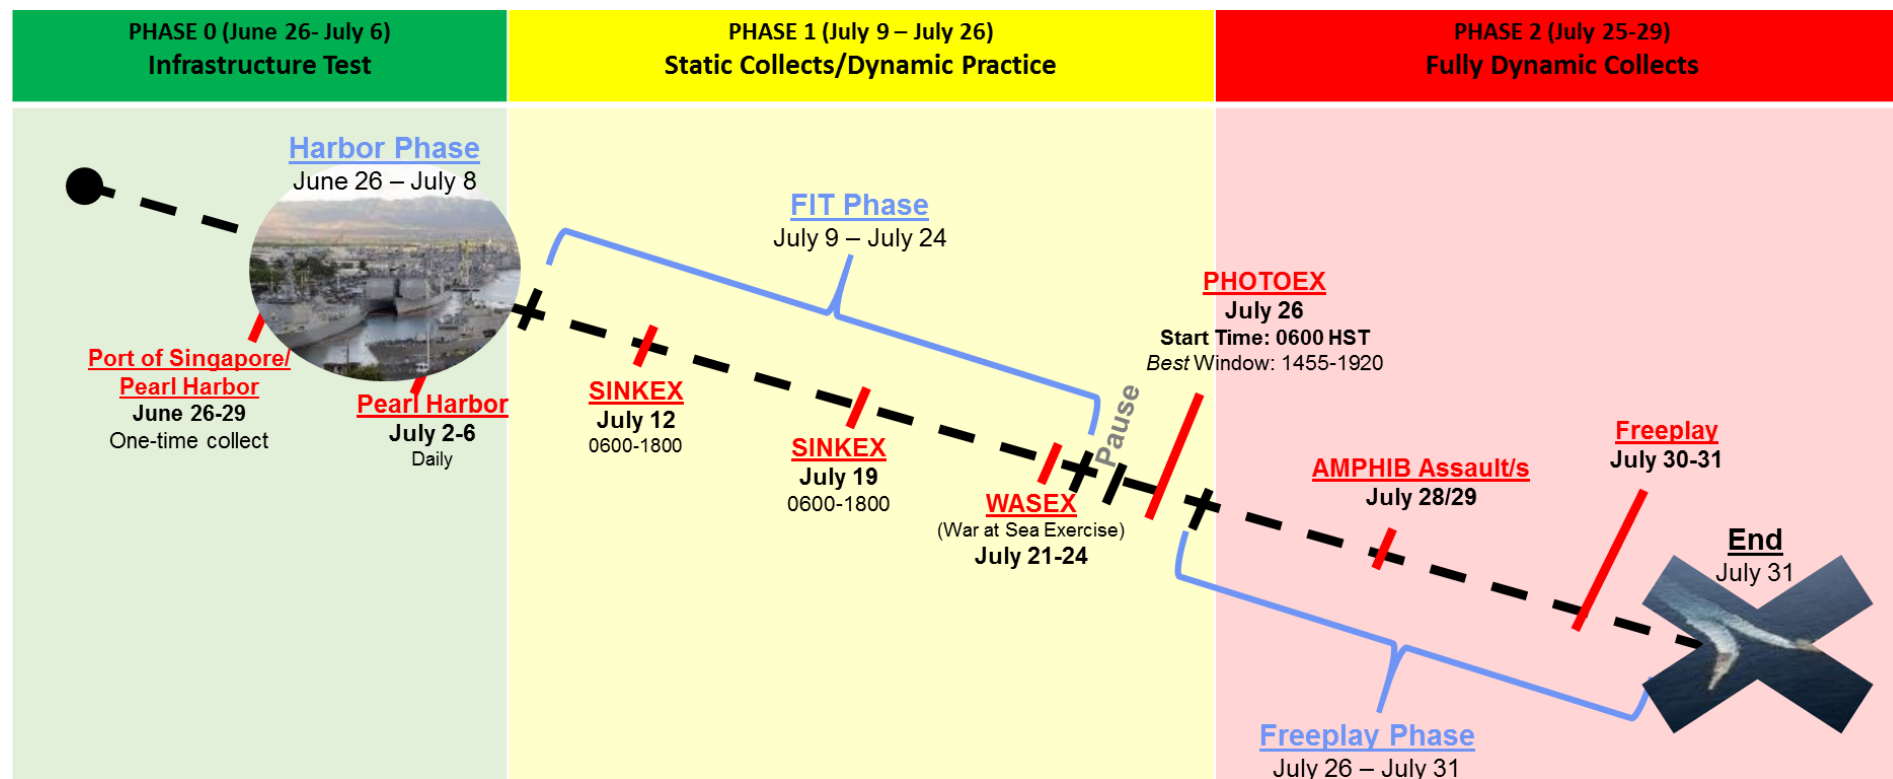 PHASE 0 (June 26- July 6)
Infrastructure Test
PHASE 1 (July 9 – July 26)
Static Collects/Dynamic Practice
PHASE 2 (July 25-29)
Fully Dynamic Collects
Harbor Phase
June 26 – July 8
Port of Singapore/
Pearl Harbor
June 26-29
One-time collect
Pearl Harbor
July 2-6
Daily
FIT Phase
July 9 – July 24
SINKEX
July 12
0600-1800
SINKEX
July 19
0600-1800
WASEX
(War at Sea Exercise)
July 21-24
Pause
PHOTOEX
July 26
Start Time: 0600 HST
Best Window: 1455-1920
AMPHIB Assault/s
July 28/29
Freeplay
July 30-31
End
July 31
Freeplay Phase
July 26 – July 31